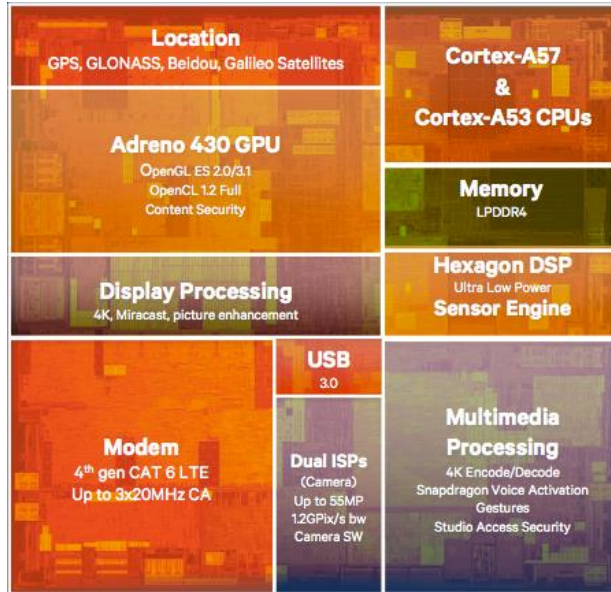 Location
GPS, GLONASS, Beidou, Galileo Satellites
Adreno 430 GPU
OpenGL ES 2.0/3.1
OpenCL 1.2 Full
Content Security
Display Processing
4K, Miracast, picture enhancement
Cortex-A57
&
Cortex-A53 CPUs
Memory
LPDDR4
Hexagon DSP
Ultra Low Power
Sensor Engine
Modem
4th gen CAT 6 LTE
Up to 3x20MHz CA
USB
3.0
Dual ISPs
(Camera)
Up to 55MP
1.2GPix/s bw
Camera SW
Multimedia
Processing
4K Encode/Decode
Snapdragon Voice Activation
Gestures
Studio Access Security